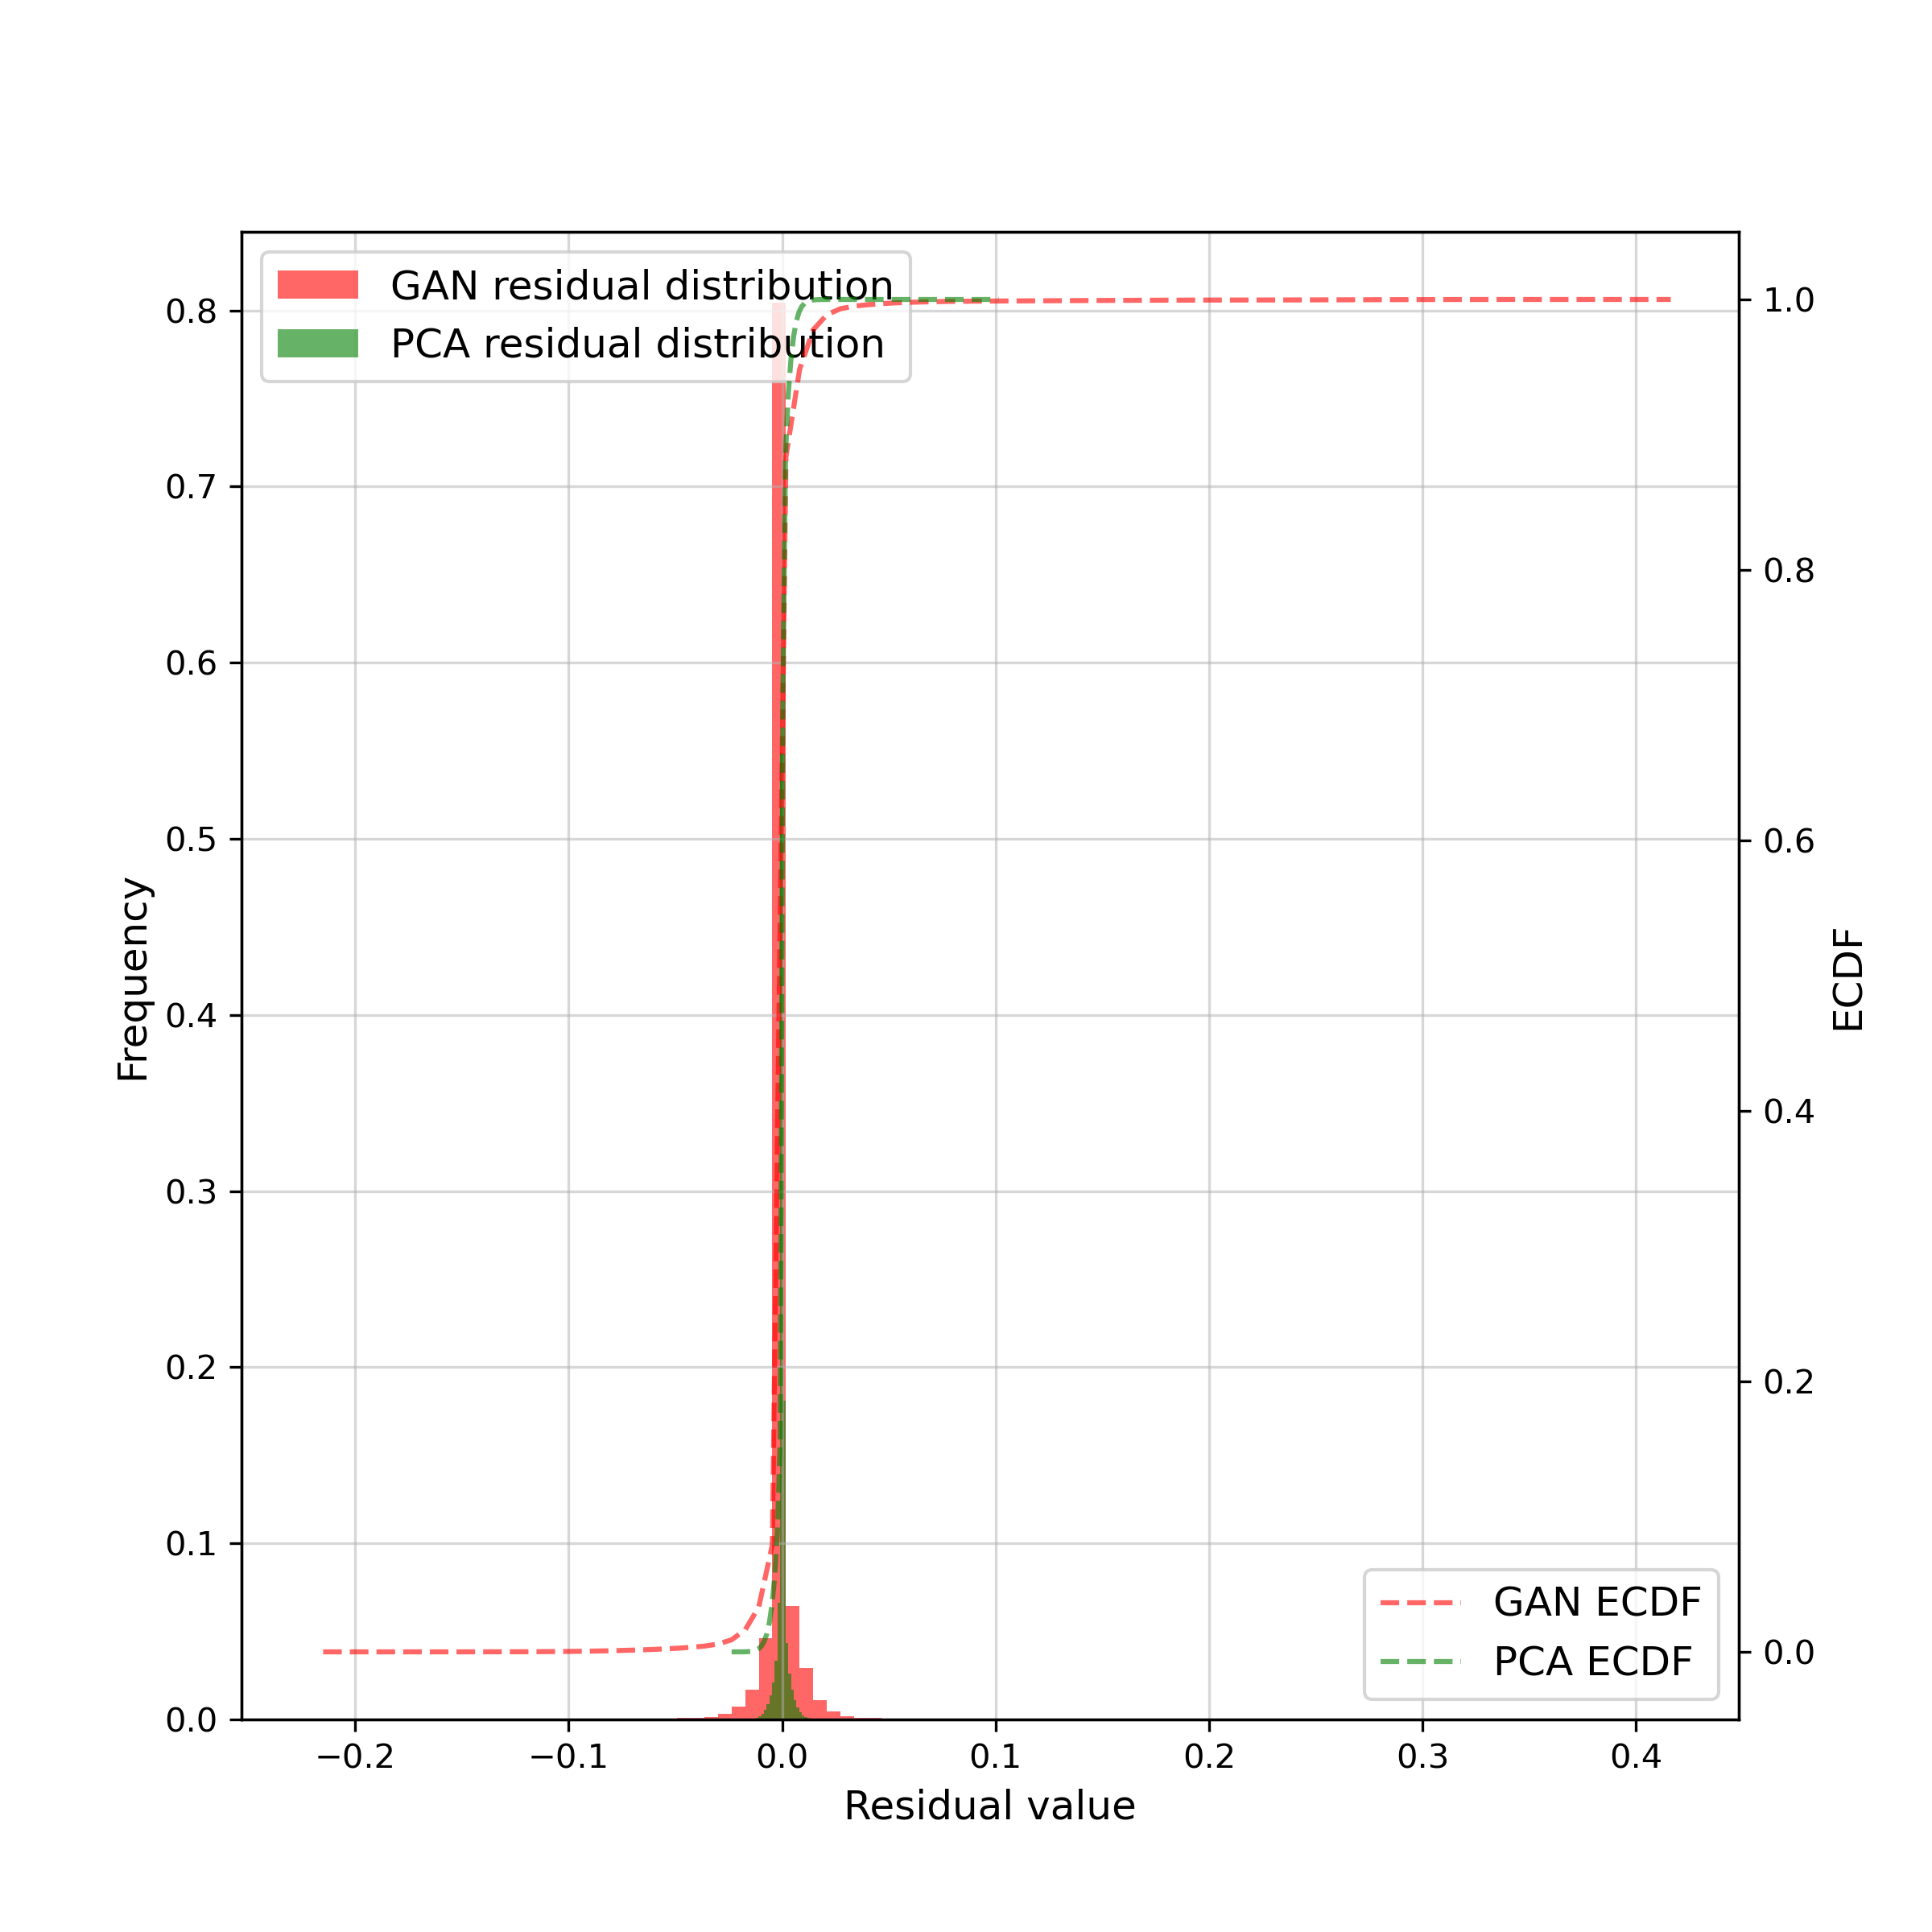 GAN residual distribution
PCA residual distribution
0.8
0.7
0.6
0.5
0.4
0.3
0.2
0.1
0.0
Frequency
1.0
0.8
0.6
0.4
0.2
0.0
ECDF
GAN ECDF
PCA ECDF
−0.2 −0.1 0.0 0.1 0.2 0.3 0.4
Residual value